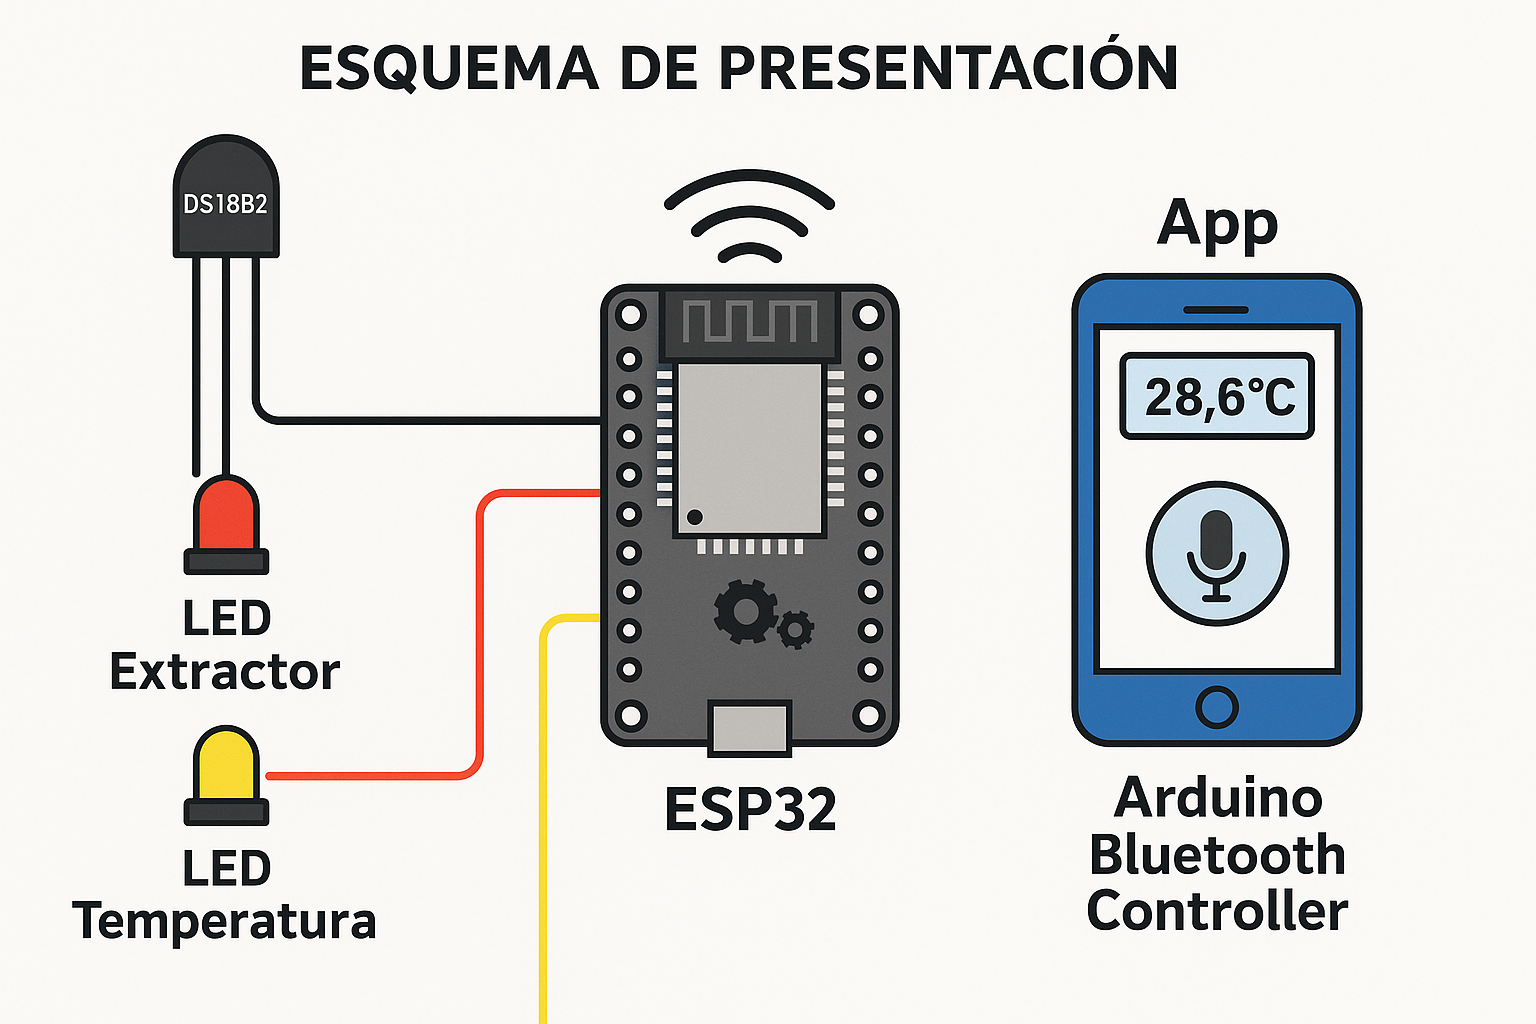 ESQUEMA DE PRESENTACIÓN
DS18B2
LED
Extractor
LED
Temperatura
ESP32
App
28,6°C
Arduino
Bluetooth
Controller